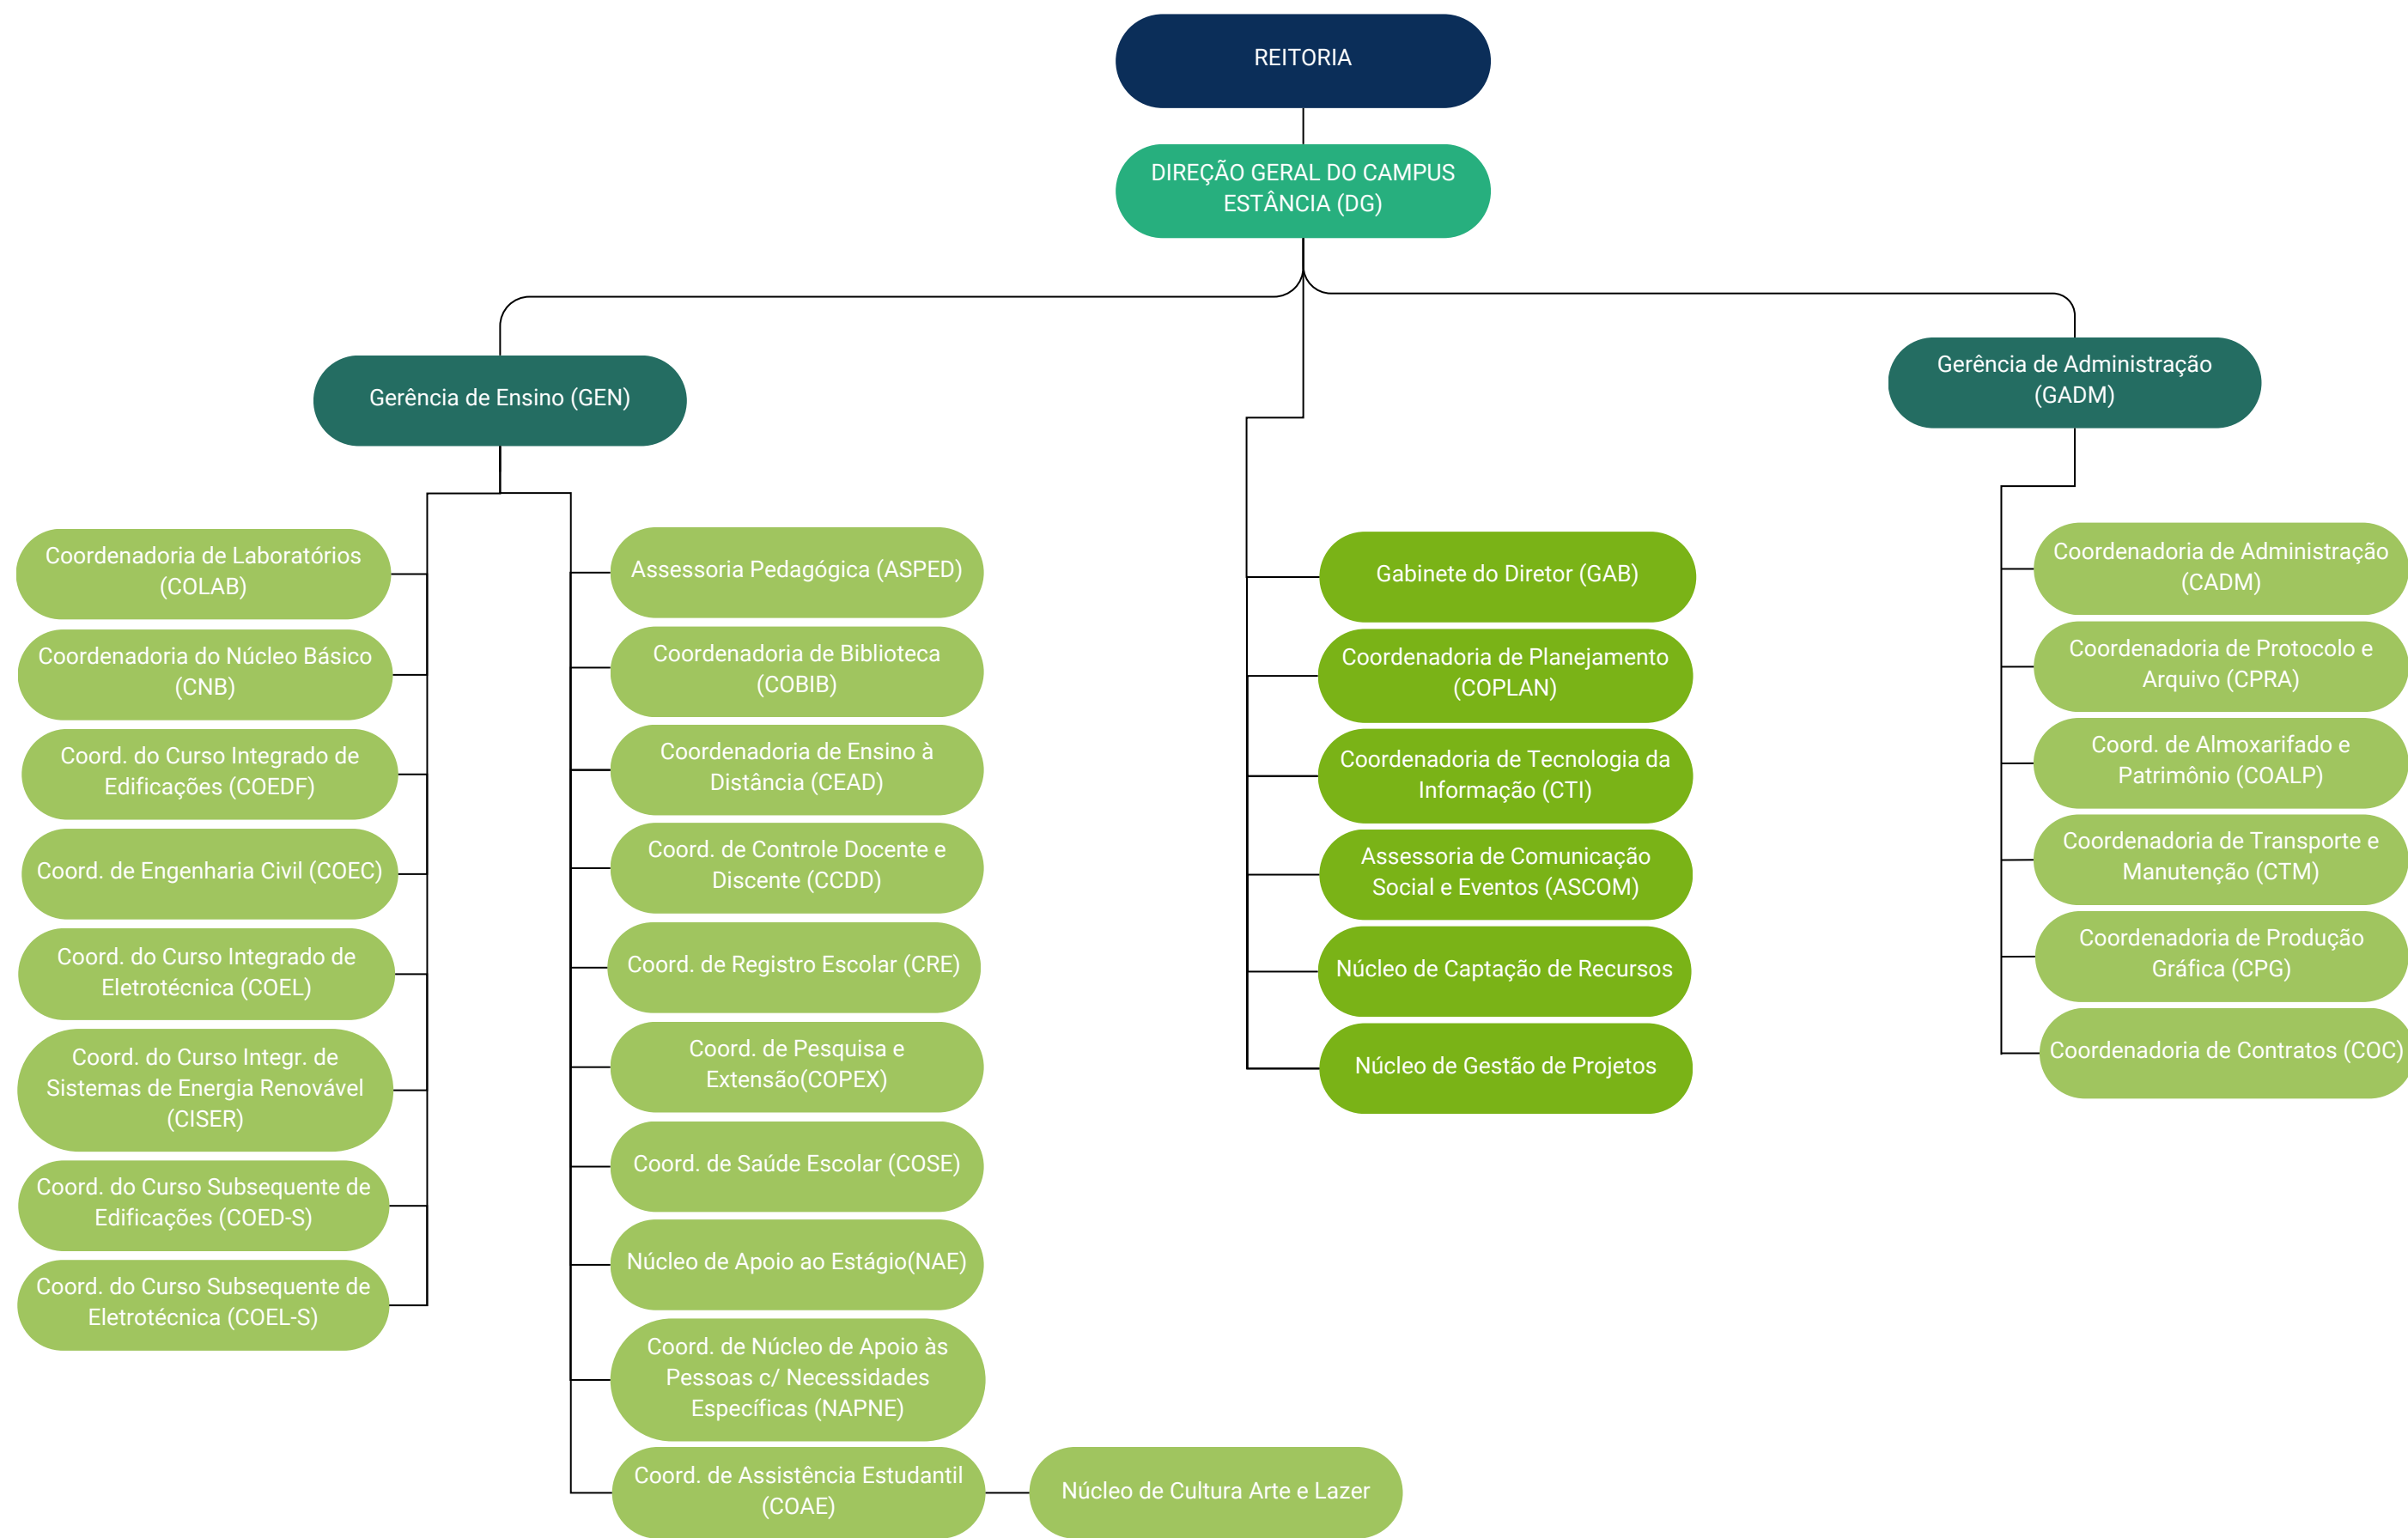 REITORIA
DIREÇÃO GERAL DO CAMPUS
ESTÂNCIA (DG)
Gerência de Ensino (GEN)
Coordenadoria de Laboratórios
(COLAB)
Coordenadoria do Núcleo Básico
(CNB)
Coord. do Curso Integrado de
Edificações (COEDF)
Coord. de Engenharia Civil (COEC)
Coord. do Curso Integrado de
Eletrotécnica (COEL)
Coord. do Curso Integr. de
Sistemas de Energia Renovável
(CISER)
Coord. do Curso Subsequente de
Edificações (COED-S)
Coord. do Curso Subsequente de
Eletrotécnica (COEL-S)
Assessoria Pedagógica (ASPED)
Coordenadoria de Biblioteca
(COBIB)
Coordenadoria de Ensino à
Distância (CEAD)
Coord. de Controle Docente e
Discente (CCDD)
Coord. de Registro Escolar (CRE)
Coord. de Pesquisa e
Extensão(COPEX)
Coord. de Saúde Escolar (COSE)
Núcleo de Apoio ao Estágio(NAE)
Coord. de Núcleo de Apoio às
Pessoas c/ Necessidades
Específicas (NAPNE)
Coord. de Assistência Estudantil
(COAE)
Núcleo de Cultura Arte e Lazer
Gabinete do Diretor (GAB)
Coordenadoria de Planejamento
(COPLAN)
Coordenadoria de Tecnologia da
Informação (CTI)
Assessoria de Comunicação
Social e Eventos (ASCOM)
Núcleo de Captação de Recursos
Núcleo de Gestão de Projetos
Gerência de Administração
(GADM)
Coordenadoria de Administração
(CADM)
Coordenadoria de Protocolo e
Arquivo (CPRA)
Coord. de Almoxarifado e
Patrimônio (COALP)
Coordenadoria de Transporte e
Manutenção (CTM)
Coordenadoria de Produção
Gráfica (CPG)
Coordenadoria de Contratos (COC)